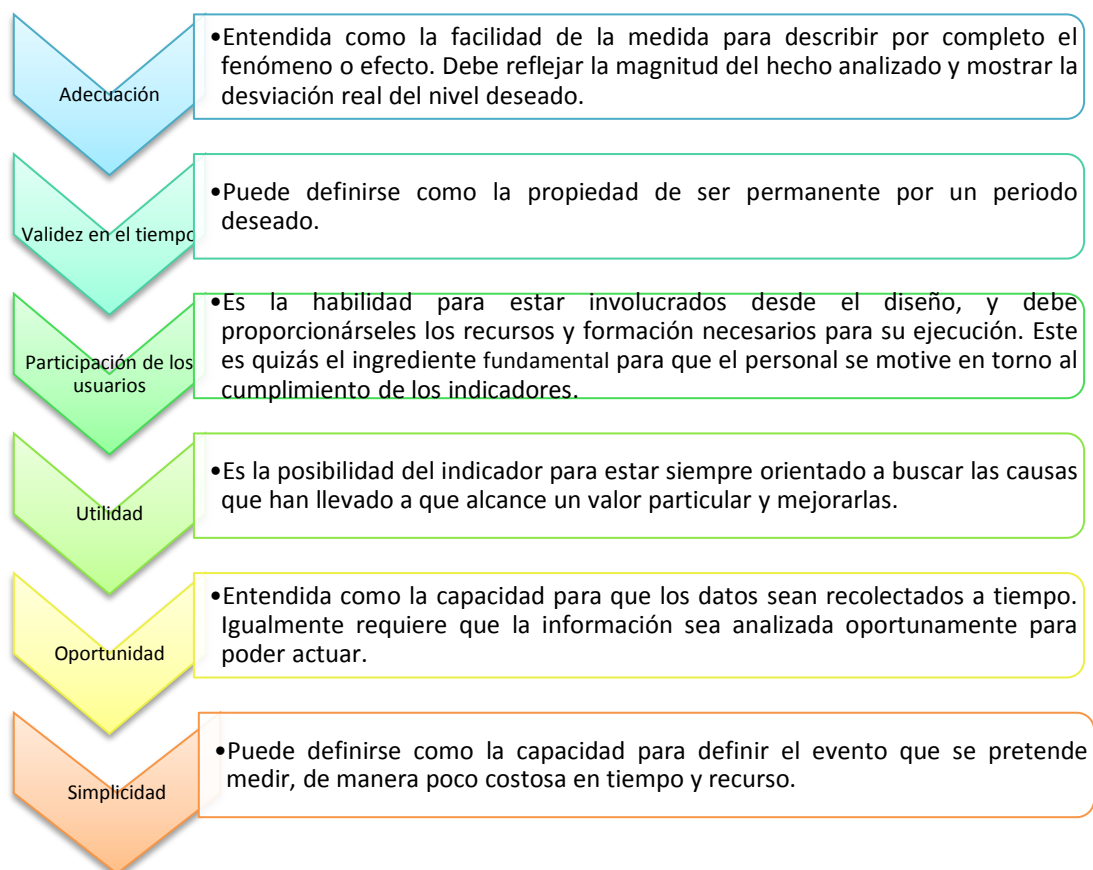 Adecuación
•Entendida como la facilidad de la medida para describir por completo el
fenómeno o efecto. Debe reflejar la magnitud del hecho analizado y mostrar la
desviación real del nivel deseado.
Validez en el tiempo
•Puede definirse como la propiedad de ser permanente por un periodo
deseado.
Participación de los
usuarios
•Es la habilidad para estar involucrados desde el diseño, y debe
proporcionárseles los recursos y formación necesarios para su ejecución. Este
es quizás el ingrediente fundamental para que el personal se motive en torno al
cumplimiento de los indicadores.
Utilidad
•Es la posibilidad del indicador para estar siempre orientado a buscar las causas
que han llevado a que alcance un valor particular y mejorarlas.
Oportunidad
•Entendida como la capacidad para que los datos sean recolectados a tiempo.
Igualmente requiere que la información sea analizada oportunamente para
poder actuar.
Simplicidad
•Puede definirse como la capacidad para definir el evento que se pretende
medir, de manera poco costosa en tiempo y recurso.